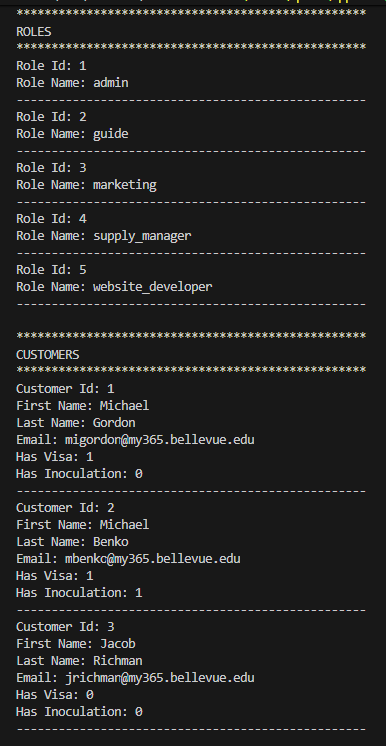 **************************************************
ROLES
**************************************************
Role Id: 1
Role Name: admin
--------------------------------------------------
Role Id: 2
Role Name: guide
--------------------------------------------------
Role Id: 3
Role Name: marketing
--------------------------------------------------
Role Id: 4
Role Name: supply_manager
--------------------------------------------------
Role Id: 5
Role Name: website_developer
--------------------------------------------------
**************************************************
CUSTOMERS
**************************************************
Customer Id: 1
First Name: Michael
Last Name: Gordon
Email: migordon@my365.bellevue.edu
Has Visa: 1
Has Inoculation: 0
--------------------------------------------------
Customer Id: 2
First Name: Michael
Last Name: Benko
Email: mbenko@my365.bellevue.edu
Has Visa: 1
Has Inoculation: 1
--------------------------------------------------
Customer Id: 3
First Name: Jacob
Last Name: Richman
Email: jrichman@my365.bellevue.edu
Has Visa: 0
Has Inoculation: 0
--------------------------------------------------